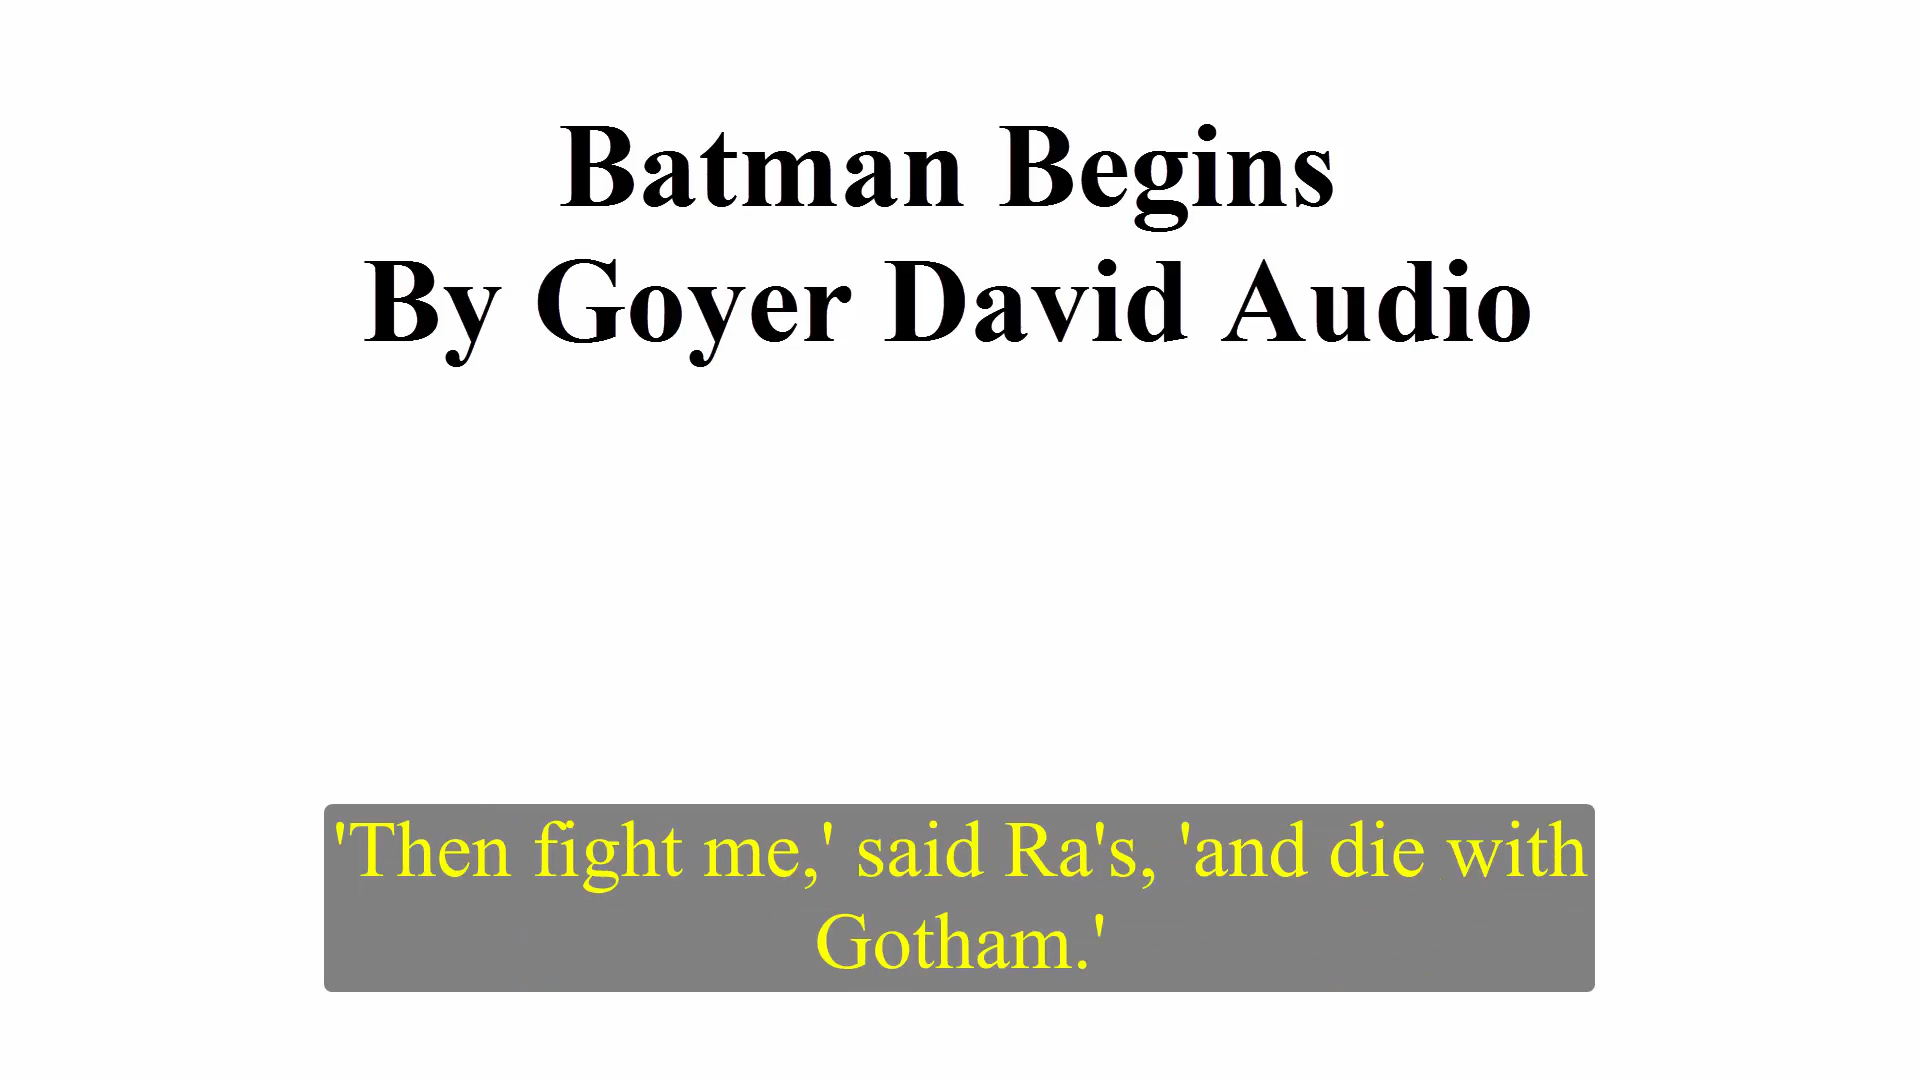 Batman Begins
By Goyer David Audio
'Then fight me,' said Ra's, 'and die with
Gotham.'